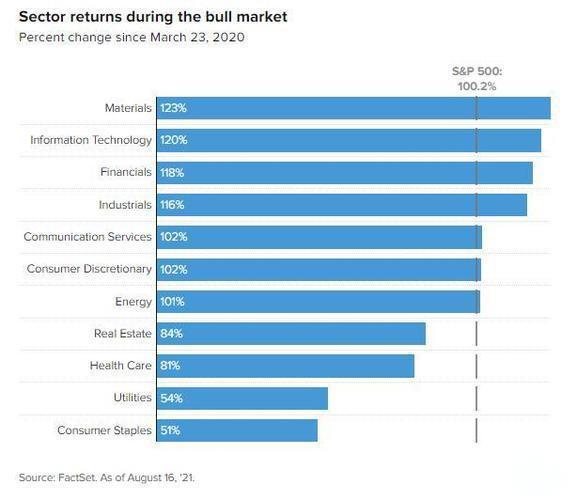 Sector returns during the bull market
Percent change since March 23, 2020
S&P 500:
100.2%
Materials 123%
Information Technology 120%
Financials 118%
Industrials 116%
Communication Services 102%
Consumer Discretionary 102%
Energy 101%
Real Estate 84%
Health Care 81%
Utilities 54%
Consumer Staples 51%
Source: FactSet. As of August 16, '21.